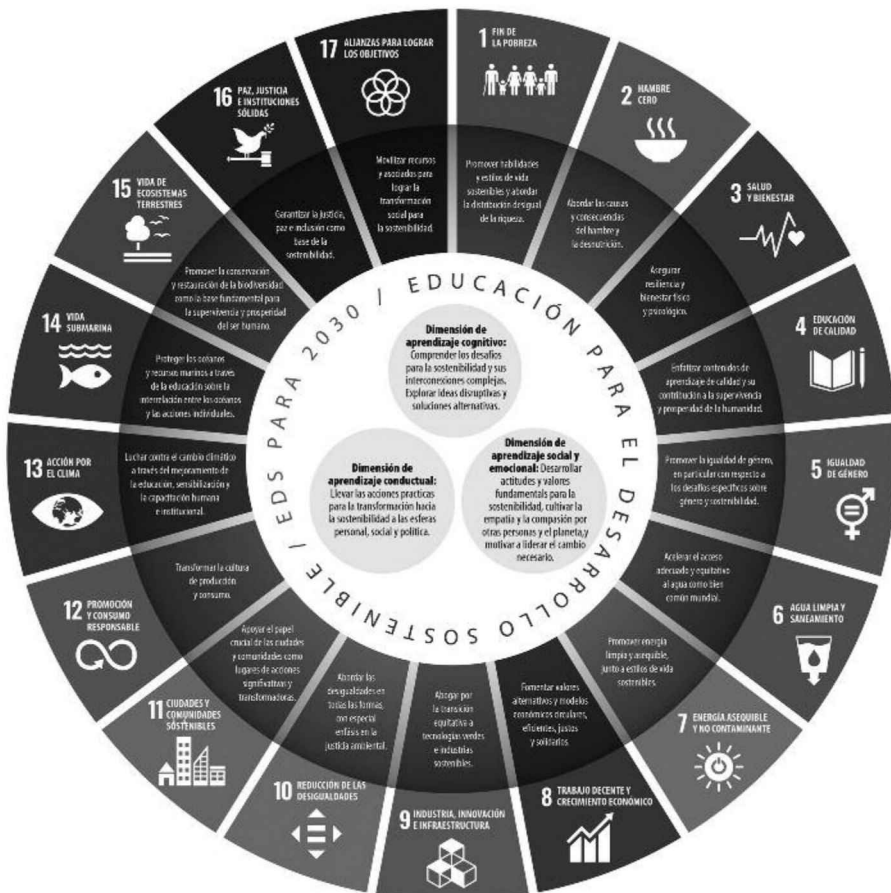 1 FIN DE
LA POBREZA
Promover habilidades
y estilos de vida
sostenibles y abordar
la distribución desigual
de la riqueza.
2 HAMBRE
CERO
Abordar las causas
y consecuencias
del hambre y
la desnutrición.
3 SALUD
Y BIENESTAR
Asegurar
resiliencia y
bienestar físico
y psicológico.
4 EDUCACIÓN
DE CALIDAD
Enfatizar contenidos de
aprendizaje de calidad y su
contribución a la supervivencia
y prosperidad de la humanidad.
5 IGUALDAD
DE GÉNERO
Promover la igualdad de género,
en particular con respecto a
los desafíos específicos sobre
género y sostenibilidad.
6 AGUA LIMPIA Y
SANEAMIENTO
Acelerar el acceso
adecuado y equitativo
al agua como bien
común mundial.
7 ENERGÍA ASEQUIBLE
Y NO CONTAMINANTE
Promover energía
limpia y asequible,
junto a estilos de vida
sostenibles.
8 TRABAJO DECENTE Y
CRECIMIENTO ECONÓMICO
Fomentar valores
alternativos y modelos
económicos circulares,
eficientes, justos
y solidarios.
9 INDUSTRIA, INNOVACIÓN
E INFRAESTRUCTURA
Abogar por
la transición
equitativa a
tecnologías verdes
e industrias
sostenibles.
10 REDUCCIÓN DE LAS
DESIGUALDADES
Abordar las
desigualdades en
todas las formas,
con especial
enfásis en la
justicia ambiental.
11 CIUDADES Y
COMUNIDADES
SOSTENIBLES
Apoyar el papel
crucial de las ciudades
y comunidades como
lugares de acciones
signifivativas y
transformadoras.
12 PROMOCIÓN
Y CONSUMO
RESPONSABLE
Transformar la cultura
de producción
y consumo.
13 ACCIÓN POR
EL CLIMA
Luchar contra el cambio climático
a través del mejoramiento de
la educación, sensibilización y
la capacitación humana
e institucional.
14 VIDA
SUBMARINA
Proteger los océanos
y recursos marinos a través
de la educación sobre la
interrelación entre los océanos
y las acciones individuales.
15 VIDA DE
ECOSISTEMAS
TERRESTRES
Promover la conservación
y restauración de la biodiversidad
como la base fundamental para
la supervivencia y prosperidad
del ser humano.
16 PAZ, JUSTICIA
E INSTITUCIONES
SÓLIDAS
Garantizar la justicia,
paz e inclusión como
base de la
sostenibilidad.
17 ALIANZAS PARA LOGRAR
LOS OBJETIVOS
Movilizar recursos
y asociados para
lograr la
transformación
social para
la sostenibilidad.
EDS PARA 2030 / EDUCACIÓN PARA EL DESARROLLO SOSTENIBLE /
Dimensión de
aprendizaje cognitivo:
Comprender los desafíos
para la sostenibilidad y sus
interconexiones complejas.
Explorar ideas disruptivas y
soluciones alternativas.
Dimensión de
aprendizaje conductual:
Llevar las acciones practicas
para la transformación hacia
la sostenibilidad a las esferas
personal, social y política.
Dimensión de
aprendizaje social y
emocional: Desarrollar
actitudes y valores
fundamentals para la
sostenibilidad, cultivar la
empatía y la compasión por
otras personas y el planeta,y
motivar a liderar el cambio
necesario.